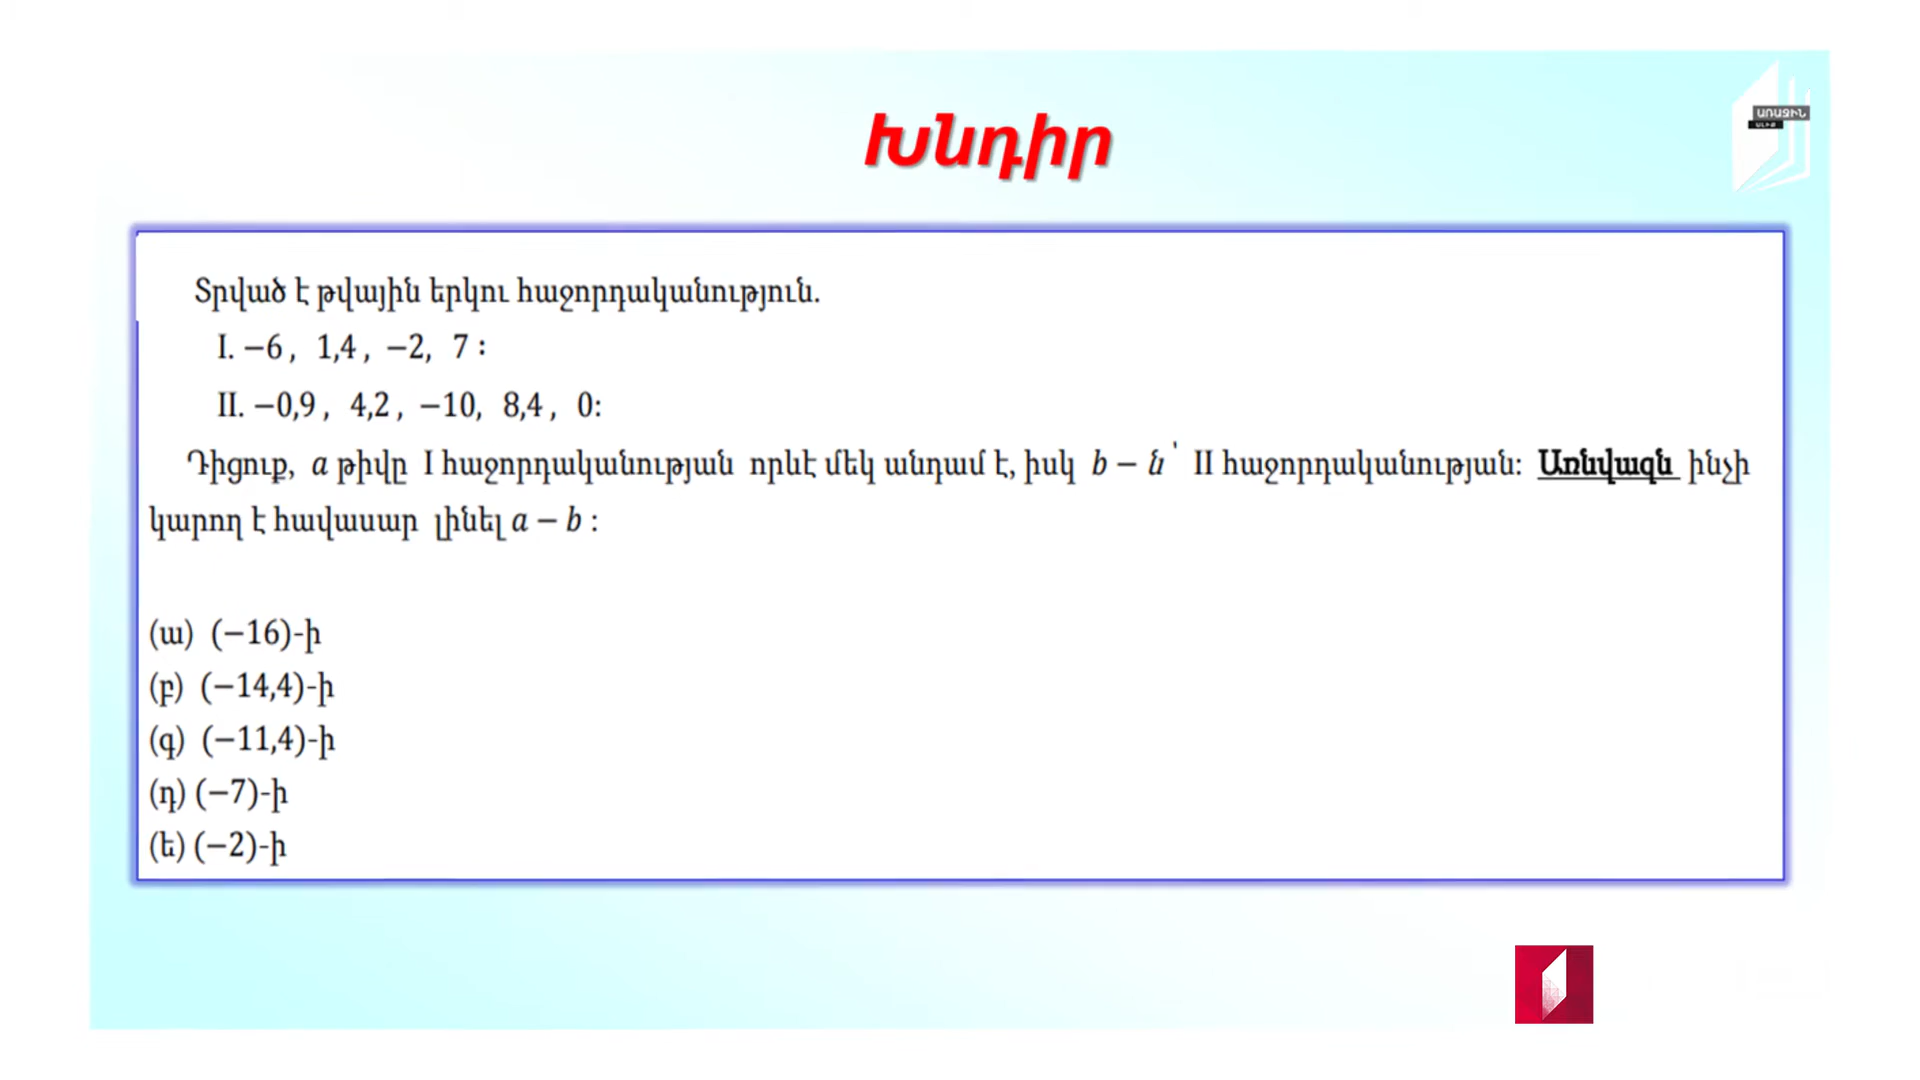 Խնդիր
ԱՌԱՋԻՆ
ԱԼԻՔ
Տրված է թվային երկու հաջորդականություն.
I. −6 , 1,4 , −2, 7 ։
II. −0,9 , 4,2 , −10, 8,4 , 0:
Դիցուք, a թիվը I հաջորդականության որևէ մեկ անդամ է, իսկ b − ն՝ II հաջորդականության: Առնվազն ինչի
կարող է հավասար լինել a − b :
(ա) (−16)-ի
(բ) (−14,4)-ի
(գ) (−11,4)-ի
(դ) (−7)-ի
(ե) (−2)-ի